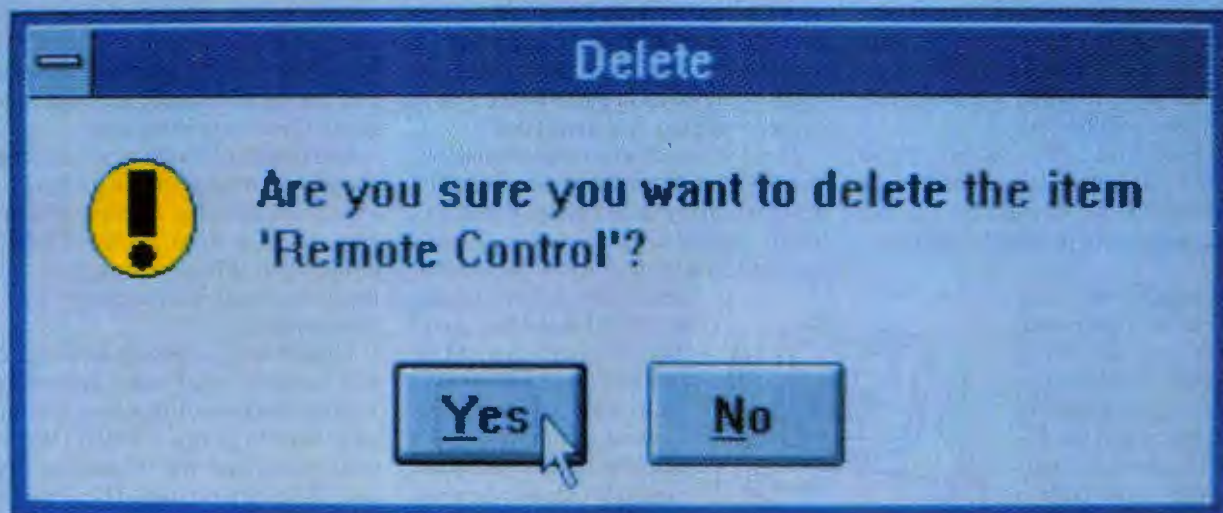 Delete
Are you sure you want to delete the item
'Remote Control'?
Yes
No